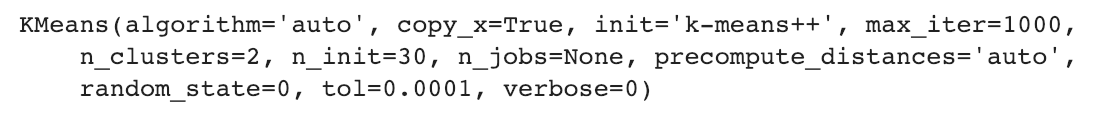 KMeans(algorithm='auto', copy_x=True, init='k-means++', max_iter=1000,
    n_clusters=2, n_init=30, n_jobs=None, precompute_distances='auto',
    random_state=0, tol=0.0001, verbose=0)